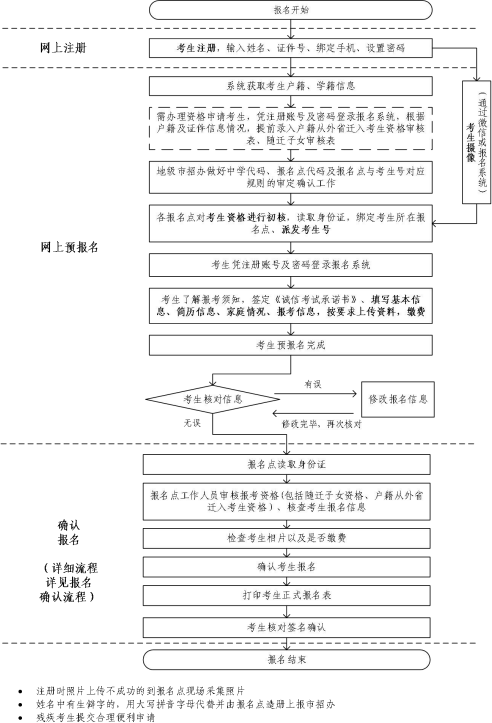 报名开始
网上注册
考生注册，输入姓名、证件号、绑定手机、设置密码
系统获取考生户籍、学籍信息
需办理资格申请考生，凭注册账号及密码登录报名系统，根据
户籍及证件信息情况，提前录入户籍从外省迁入考生资格审核
表、随迁子女审核表
（通过微信或报名系统）
考生摄像
地级市招办做好中学代码、报名点代码及报名点与考生号对应
规则的审定确认工作
各报名点对考生资格进行初核，读取身份证，绑定考生所在报
名点、派发考生号
网上预报名
考生凭注册账号及密码登录报名系统
考生了解报考须知，签定《诚信考试承诺书》、填写基本信
息、简历信息、家庭情况、报考信息，按要求上传资料，缴费
考生预报名完成
考生核对信息
有误
修改报名信息
修改完毕、再次核对
无误
报名点读取身份证
报名点工作人员审核报考资格(包括随迁子女资格、户籍从外省
迁入考生资格）、核查考生报名信息
检查考生相片以及是否缴费
确认
报名
（详细流程
详见报名
确认流程）
确认考生报名
打印考生正式报名表
考生核对签名确认
报名结束
● 注册时照片上传不成功的到报名点现场采集照片
● 姓名中有生僻字的，用大写拼音字母代替并由报名点造册上报市招办
● 残疾考生提交合理便利申请